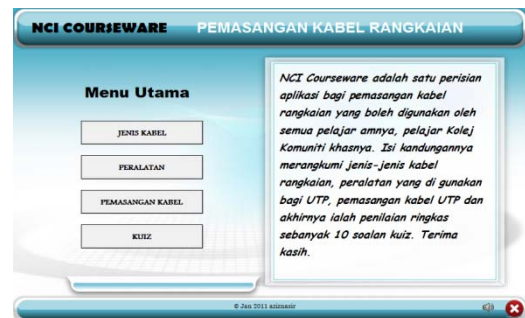 NCI COURSEWARE PEMASANGAN KABEL RANGKAIAN
Menu Utama
JENIS KABEL
PERALATAN
PEMASANGAN KABEL
KUIZ
NCI Courseware adalah satu perisian
aplikasi bagi pemasangan kabel
rangkaian yang boleh digunakan oleh
semua pelajar amnya, pelajar Kolej
Komuniti khasnya. Isi kandungannya
merangkumi jenis-jenis kabel
rangkaian, peralatan yang di gunakan
bagi UTP, pemasangan kabel UTP dan
akhirnya ialah penilaian ringkas
sebanyak 10 soalan kuiz. Terima
kasih.
© Jan 2011 aziznasir